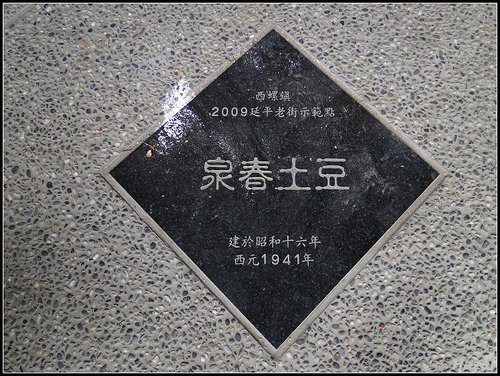 西螺鎮
2009延平老街示範點
泉春土豆
建於昭和十六年
西元1941年